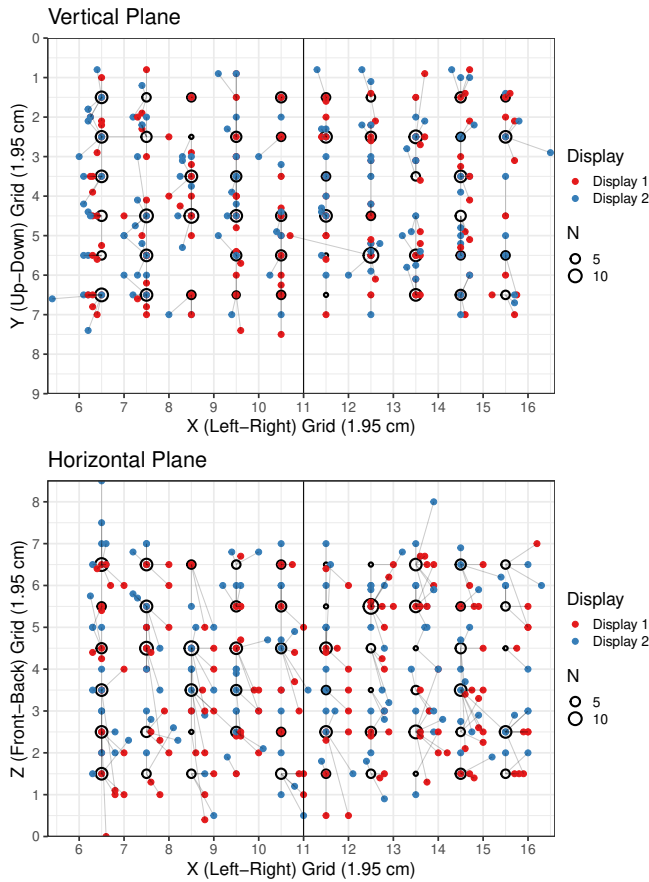 Vertical Plane
0
1
2
3
4
5
6
7
8
9
Y (Up−Down) Grid (1.95 cm)
6 7 8 9 10 11 12 13 14 15 16
X (Left−Right) Grid (1.95 cm)
Display
Display 1
Display 2
N
5
10
Horizontal Plane
8
7
6
5
4
3
2
1
0
Z (Front−Back) Grid (1.95 cm)
6 7 8 9 10 11 12 13 14 15 16
X (Left−Right) Grid (1.95 cm)
Display
Display 1
Display 2
N
5
10